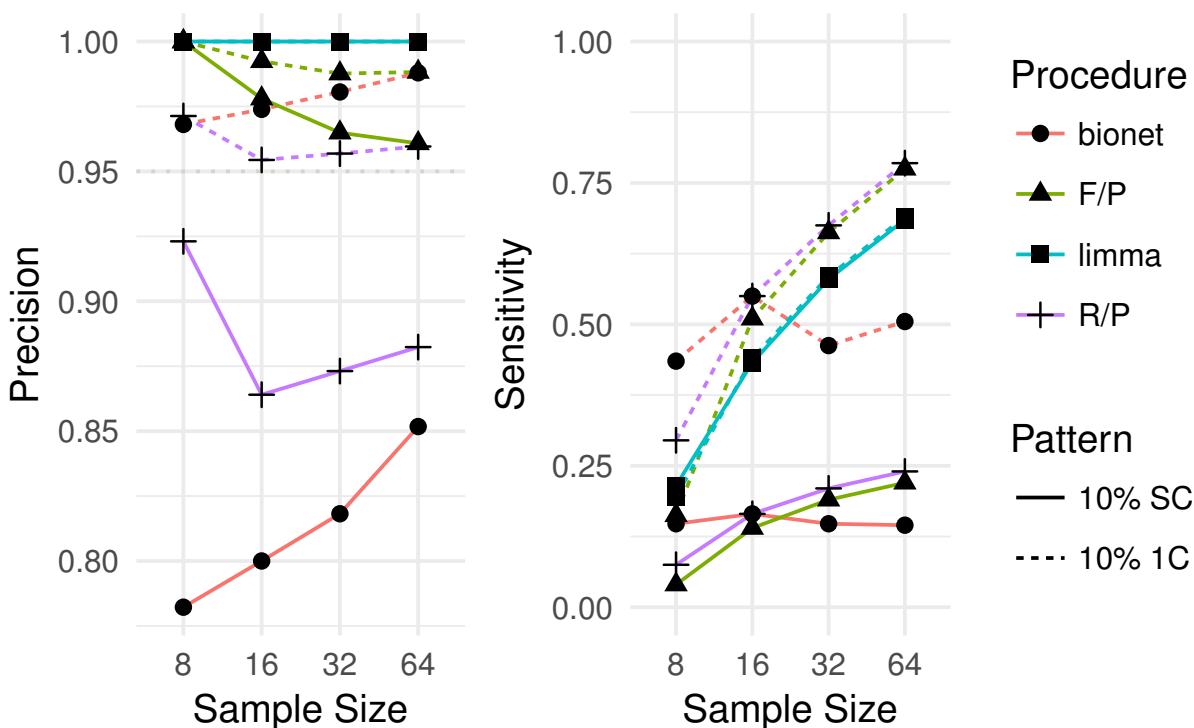 Precision
1.00
0.95
0.90
0.85
0.80
8 16 32 64
Sample Size
Sensitivity
1.00
0.75
0.50
0.25
0.00
8 16 32 64
Sample Size
Procedure
bionet
F/P
limma
R/P
Pattern
10% SC
10% 1C